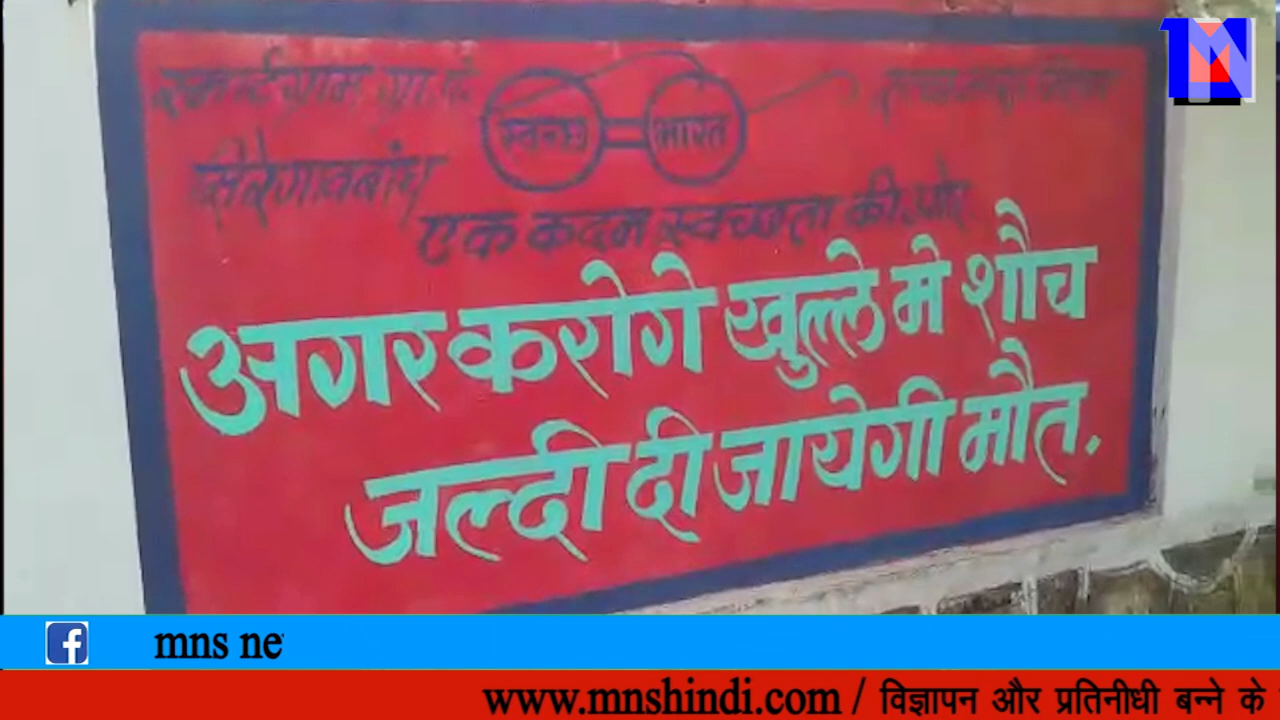 स्मार्ट ग्राम ग्रा. पं.
सिरेगावबांध
स्वच्छ भारत
एक कदम स्वच्छता की ओर
अगर करोगे खुल्ले मे शौच
जल्दी दी जायेगी मौत.
mns ne
www.mnshindi.com / विज्ञापन और प्रतिनीधी बन्ने के